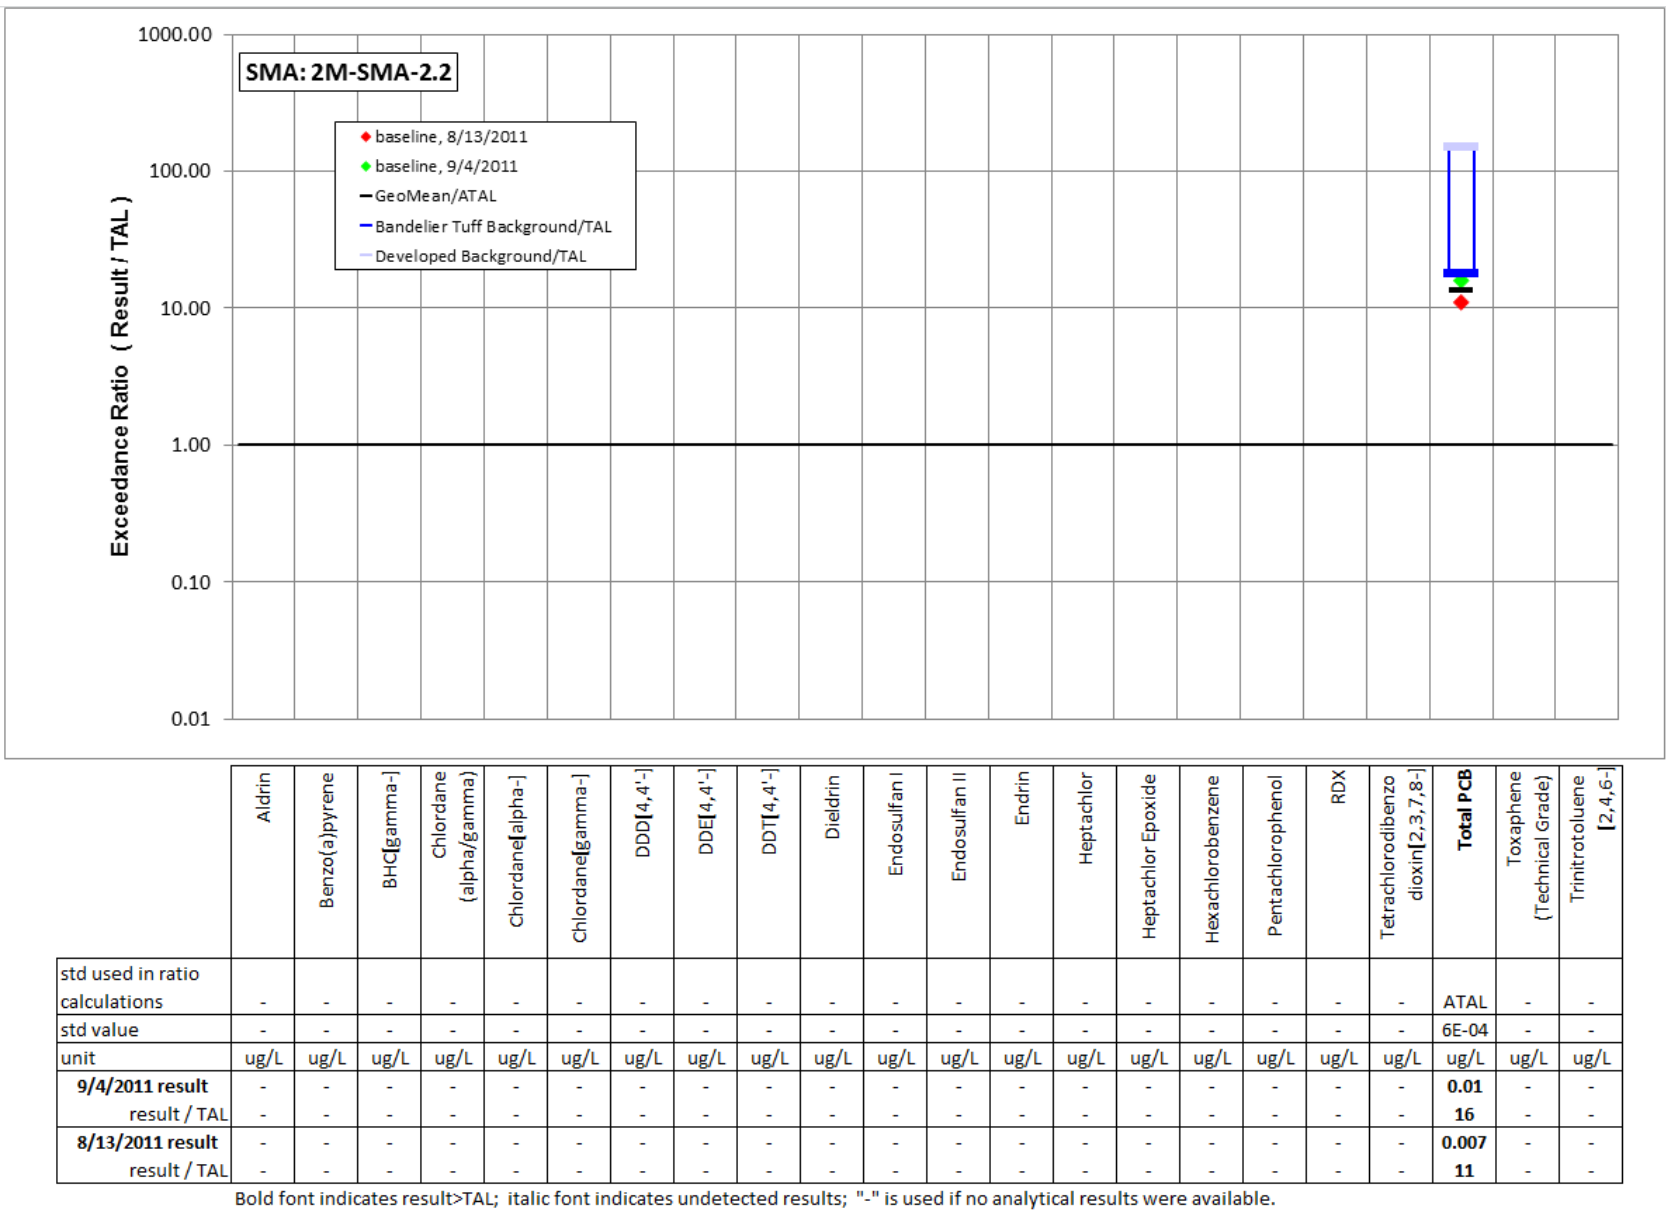 1000.00
SMA: 2M-SMA-2.2
baseline, 8/13/2011
100.00
baseline, 9/4/2011
GeoMean/ATAL
Bandelier Tuff Background/TAL
Developed Background/TAL
Exceedance Ratio ( Result / TAL )
10.00
1.00
0.10
0.01
Aldrin
Benzo(a)pyrene
BHC[gamma-]
Chlordane
(alpha/gamma)
Chlordane[alpha-]
Chlordane[gamma-]
DDD[4,4'-]
DDE[4,4'-]
DDT[4,4'-]
Dieldrin
Endosulfan I
Endosulfan II
Endrin
Heptachlor
Heptachlor Epoxide
Hexachlorobenzene
Pentachlorophenol
RDX
Tetrachlorodibenzo
dioxin[2,3,7,8-]
Total PCB
Toxaphene
(Technical Grade)
Trinitrotoluene
[2,4,6-]
std used in ratio
calculations - - - - - - - - - - - - - - - - - - - ATAL - -
std value - - - - - - - - - - - - - - - - - - - 6E-04 - -
unit ug/L ug/L ug/L ug/L ug/L ug/L ug/L ug/L ug/L ug/L ug/L ug/L ug/L ug/L ug/L ug/L ug/L ug/L ug/L ug/L ug/L ug/L
9/4/2011 result - - - - - - - - - - - - - - - - - - - 0.01 - -
result / TAL - - - - - - - - - - - - - - - - - - - 16 - -
8/13/2011 result - - - - - - - - - - - - - - - - - - - 0.007 - -
result / TAL - - - - - - - - - - - - - - - - - - - 11 - -
Bold font indicates result>TAL; italic font indicates undetected results; "-" is used if no analytical results were available.